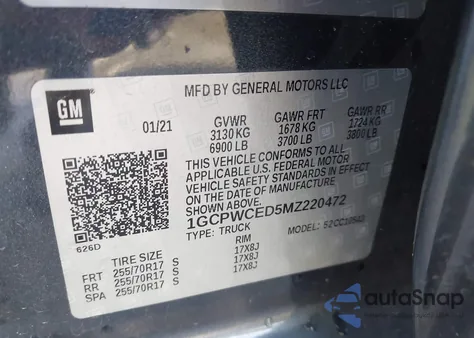 MFD BY GENERAL MOTORS LLC
GM
01/21
GVWR GAWR FRT GAWR RR
3130 KG 1678 KG 1724 KG
6900 LB 3700 LB 3800 LB
THIS VEHICLE CONFORMS TO ALL
APPLICABLE U.S. FEDERAL MOTOR
VEHICLE SAFETY STANDARDS IN
EFFECT ON THE DATE OF MANUFACTURE
SHOWN ABOVE.
1GCPWCED5MZ220472
TYPE: TRUCK MODEL:
626D
TIRE SIZE RIM
FRT 255/70R17 S 17X8J
RR 255/70R17 S 17X8J
SPA 255/70R17 S 17X8J
autoSnap